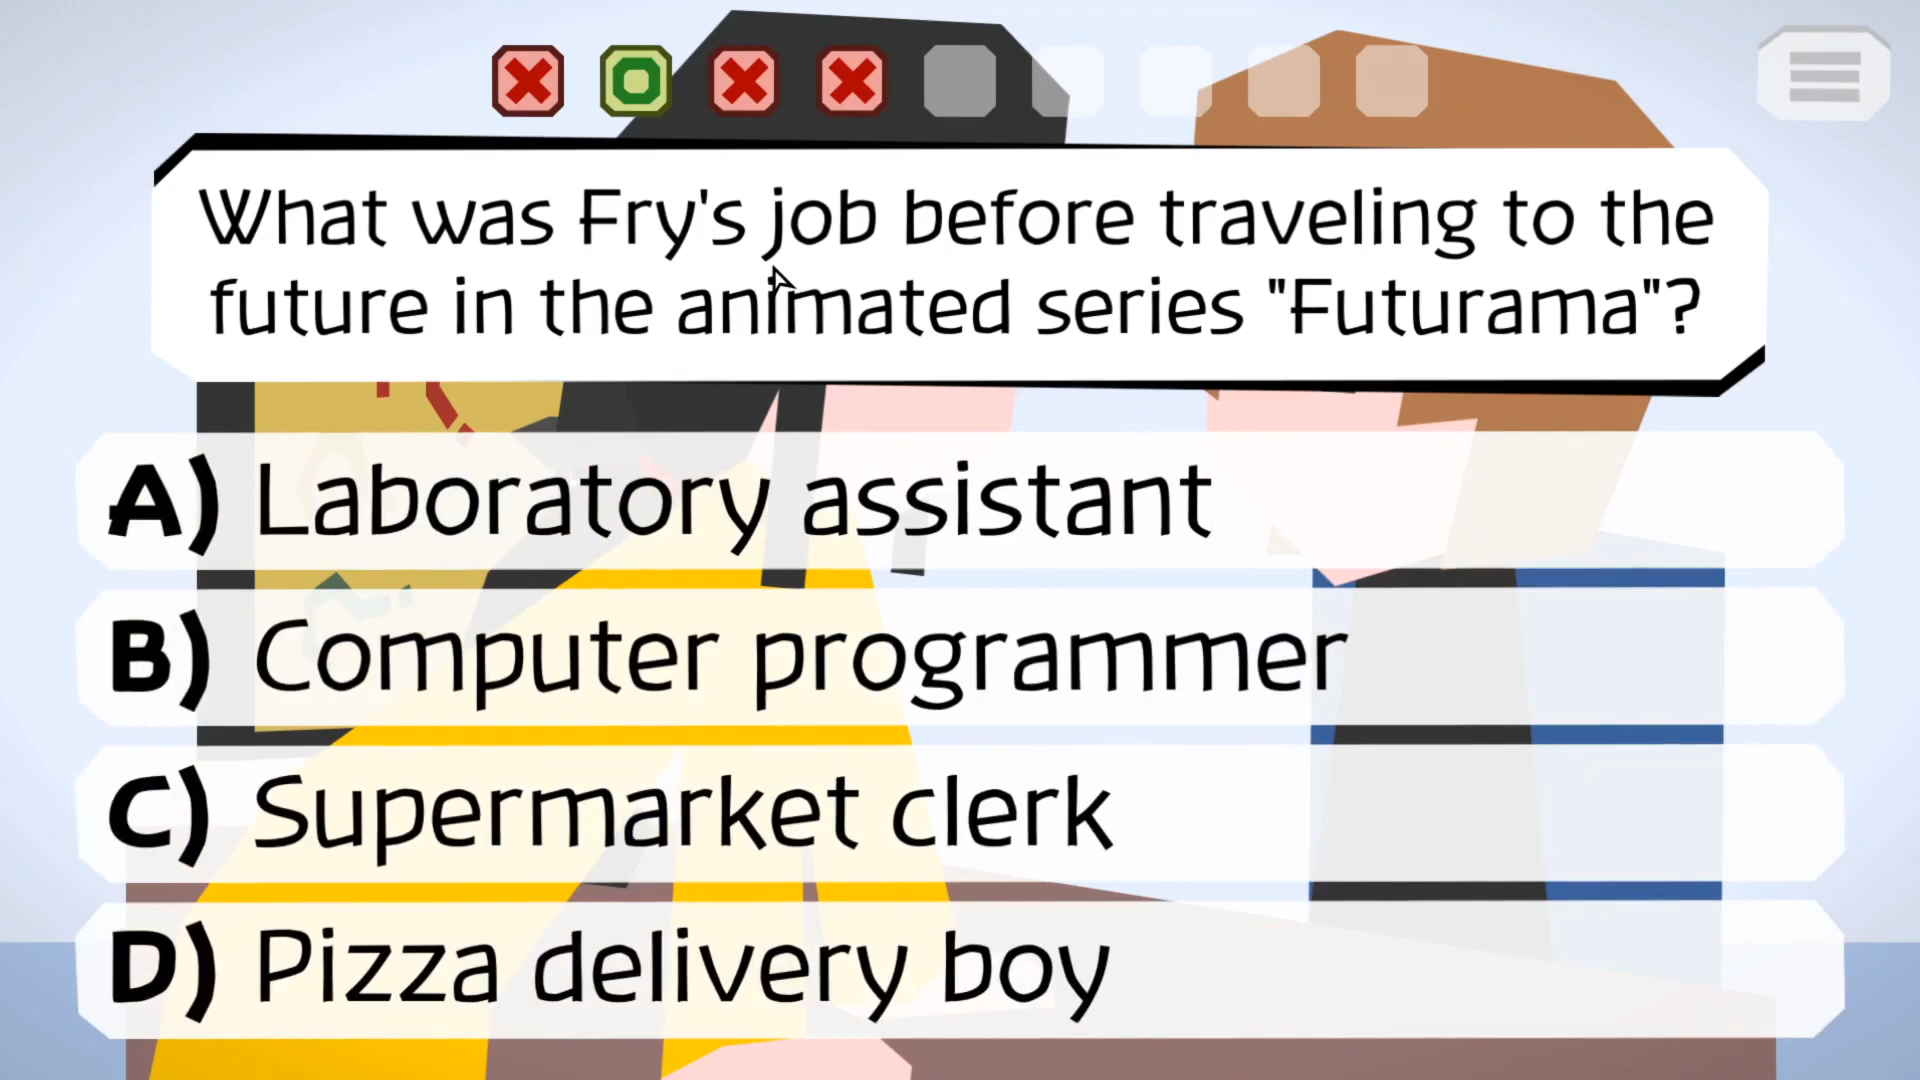 What was Fry's job before traveling to the
future in the animated series "Futurama"?
A) Laboratory assistant
B) Computer programmer
C) Supermarket clerk
D) Pizza delivery boy